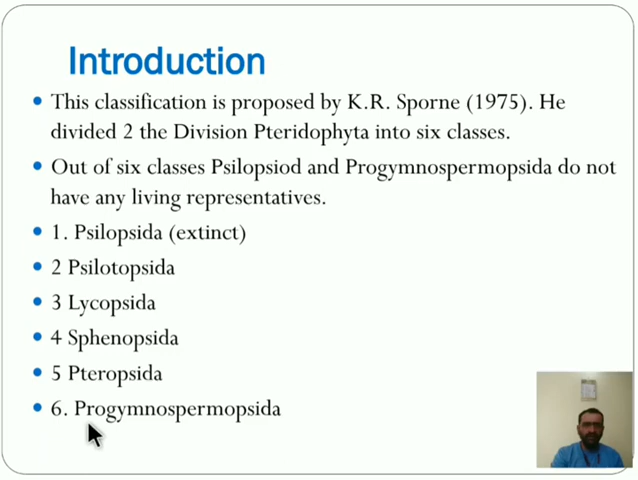 Introduction
• This classification is proposed by K.R. Sporne (1975). He
divided 2 the Division Pteridophyta into six classes.
• Out of six classes Psilopsiod and Progymnospermopsida do not
have any living representatives.
• 1. Psilopsida (extinct)
• 2 Psilotopsida
• 3 Lycopsida
• 4 Sphenopsida
• 5 Pteropsida
• 6. Progymnospermopsida